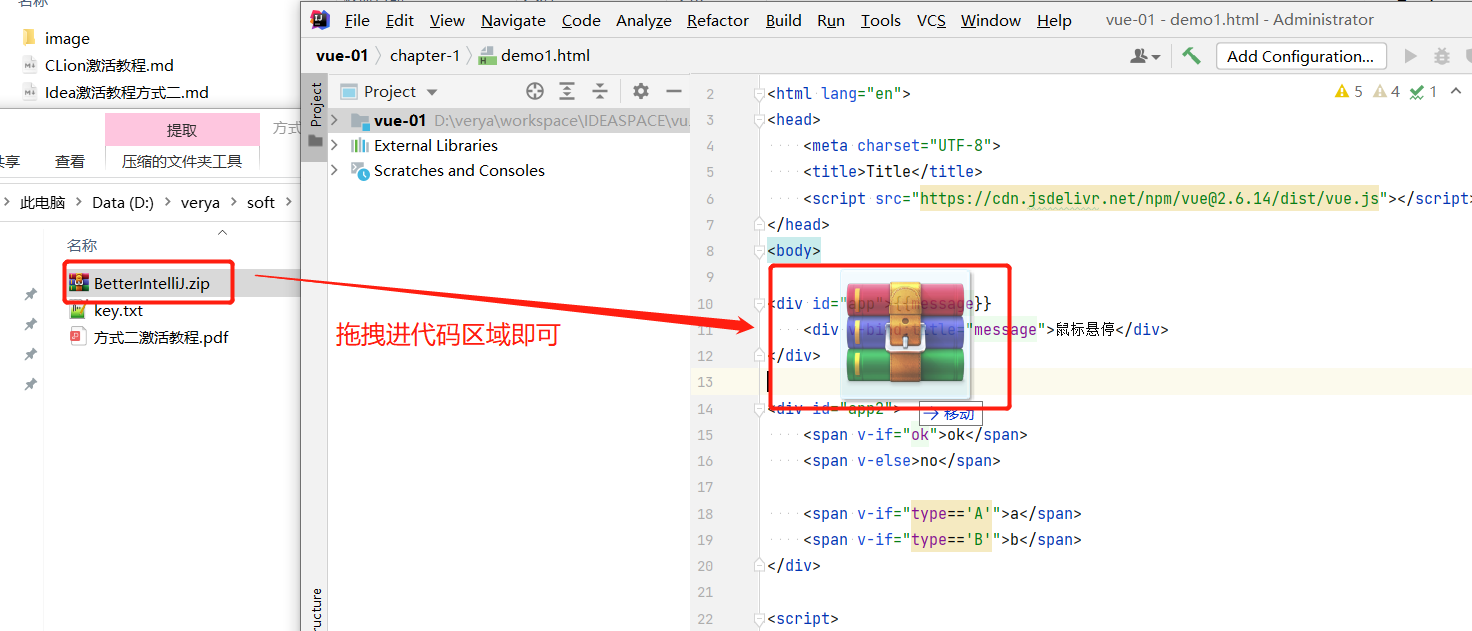 名称
image
CLion激活教程.md
Idea激活教程方式二.md
提取
方式
享
查看
压缩的文件夹工具
此电脑 > Data (D:) > verya > soft >
名称
BetterIntelliJ.zip
key.txt
方式二激活教程.pdf
File Edit View Navigate Code Analyze Refactor Build Run Tools VCS Window Help
vue-01 - demo1.html - Administrator
vue-01 > chapter-1 > demo1.html
Add Configuration...
Project
Project
vue-01 D:\verya\workspace\IDEASPACE\vu
External Libraries
Scratches and Consoles
ructure
拖拽进代码区域即可
5 4 1
2 <html lang="en">
3 <head>
4 <meta charset="UTF-8">
5 <title>Title</title>
6 <script src="https://cdn.jsdelivr.net/npm/vue@2.6.14/dist/vue.js"></script>
7 </head>
8 <body>
9
10 <div id="app">{{message}}
11 <div v-bind:title="message">鼠标悬停</div>
12 </div>
13
14 <div id="app2">
移动
15 <span v-if="ok">ok</span>
16 <span v-else>no</span>
17
18 <span v-if="type=='A'">a</span>
19 <span v-if="type=='B'">b</span>
20 </div>
21
22 <script>